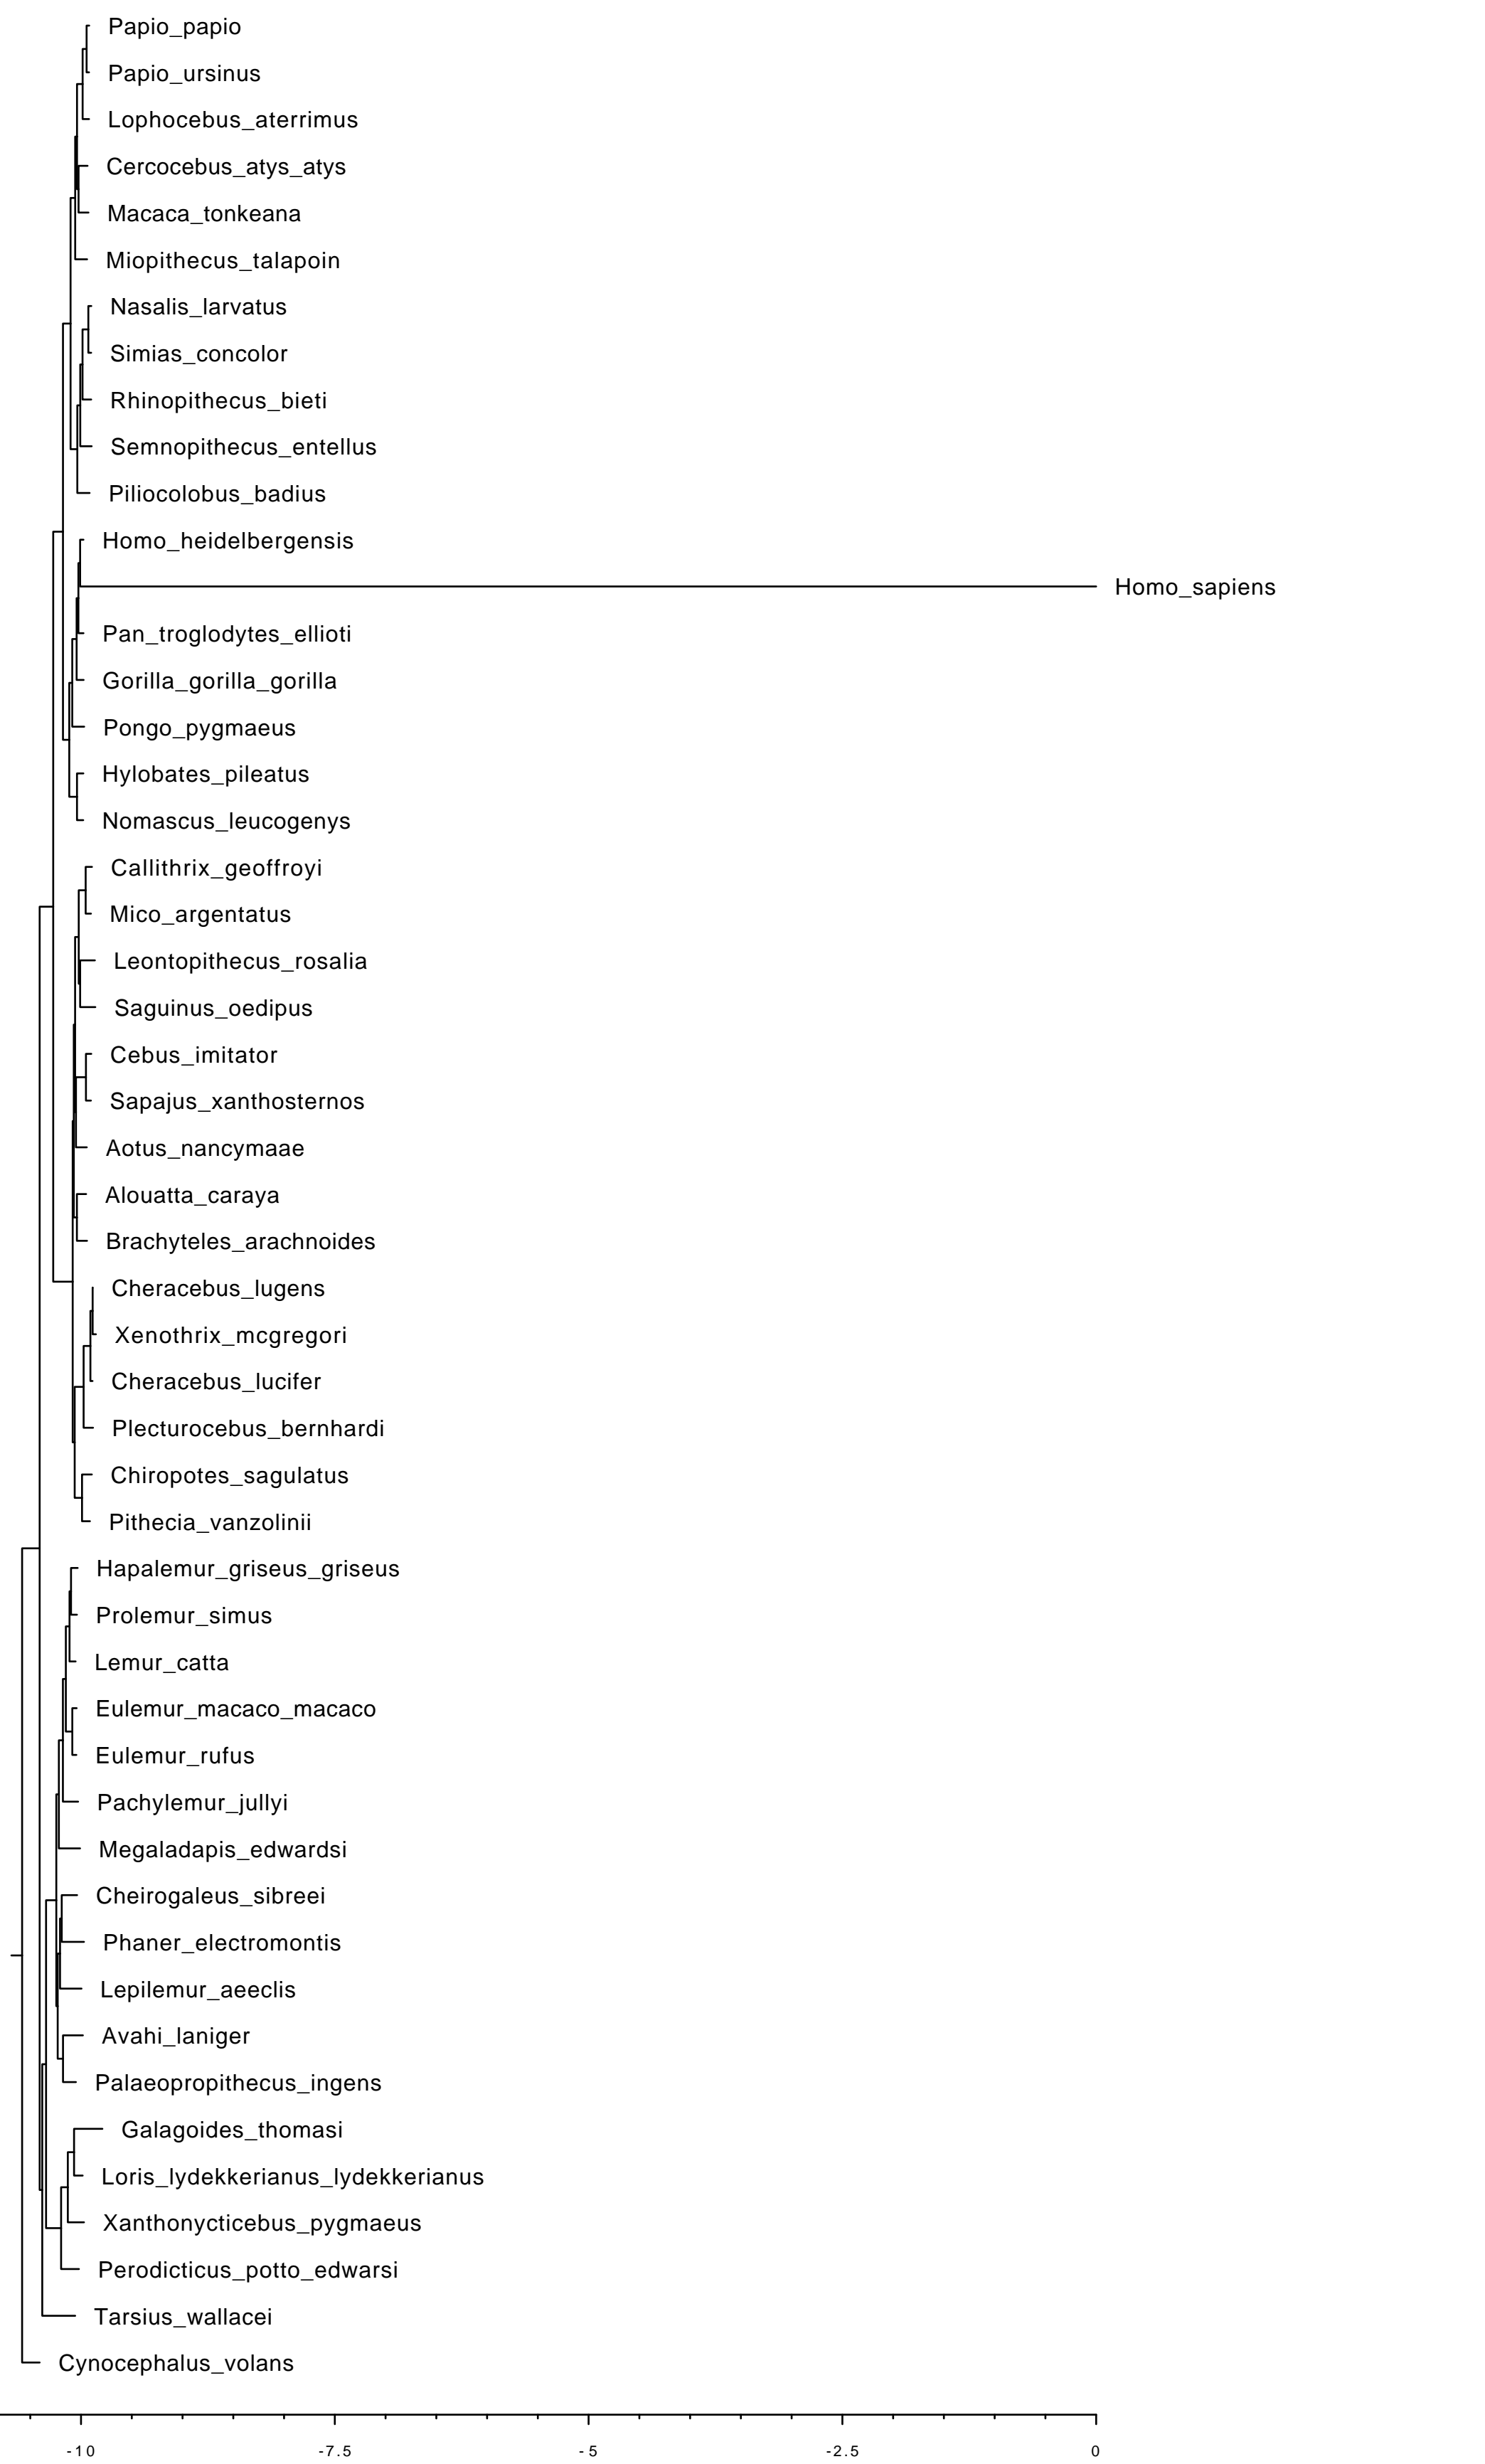 Papio_papio
Papio_ursinus
Lophocebus_aterrimus
Cercocebus_atys_atys
Macaca_tonkeana
Miopithecus_talapoin
Nasalis_larvatus
Simias_concolor
Rhinopithecus_bieti
Semnopithecus_entellus
Piliocolobus_badius
Homo_heidelbergensis
Homo_sapiens
Pan_troglodytes_ellioti
Gorilla_gorilla_gorilla
Pongo_pygmaeus
Hylobates_pileatus
Nomascus_leucogenys
Callithrix_geoffroyi
Mico_argentatus
Leontopithecus_rosalia
Saguinus_oedipus
Cebus_imitator
Sapajus_xanthosternos
Aotus_nancymaae
Alouatta_caraya
Brachyteles_arachnoides
Cheracebus_lugens
Xenothrix_mcgregori
Cheracebus_lucifer
Plecturocebus_bernhardi
Chiropotes_sagulatus
Pithecia_vanzolinii
Hapalemur_griseus_griseus
Prolemur_simus
Lemur_catta
Eulemur_macaco_macaco
Eulemur_rufus
Pachylemur_jullyi
Megaladapis_edwardsi
Cheirogaleus_sibreei
Phaner_electromontis
Lepilemur_aeeclis
Avahi_laniger
Palaeopropithecus_ingens
Galagoides_thomasi
Loris_lydekkerianus_lydekkerianus
Xanthonycticebus_pygmaeus
Perodicticus_potto_edwarsi
Tarsius_wallacei
Cynocephalus_volans
-10 -7.5 -5 -2.5 0